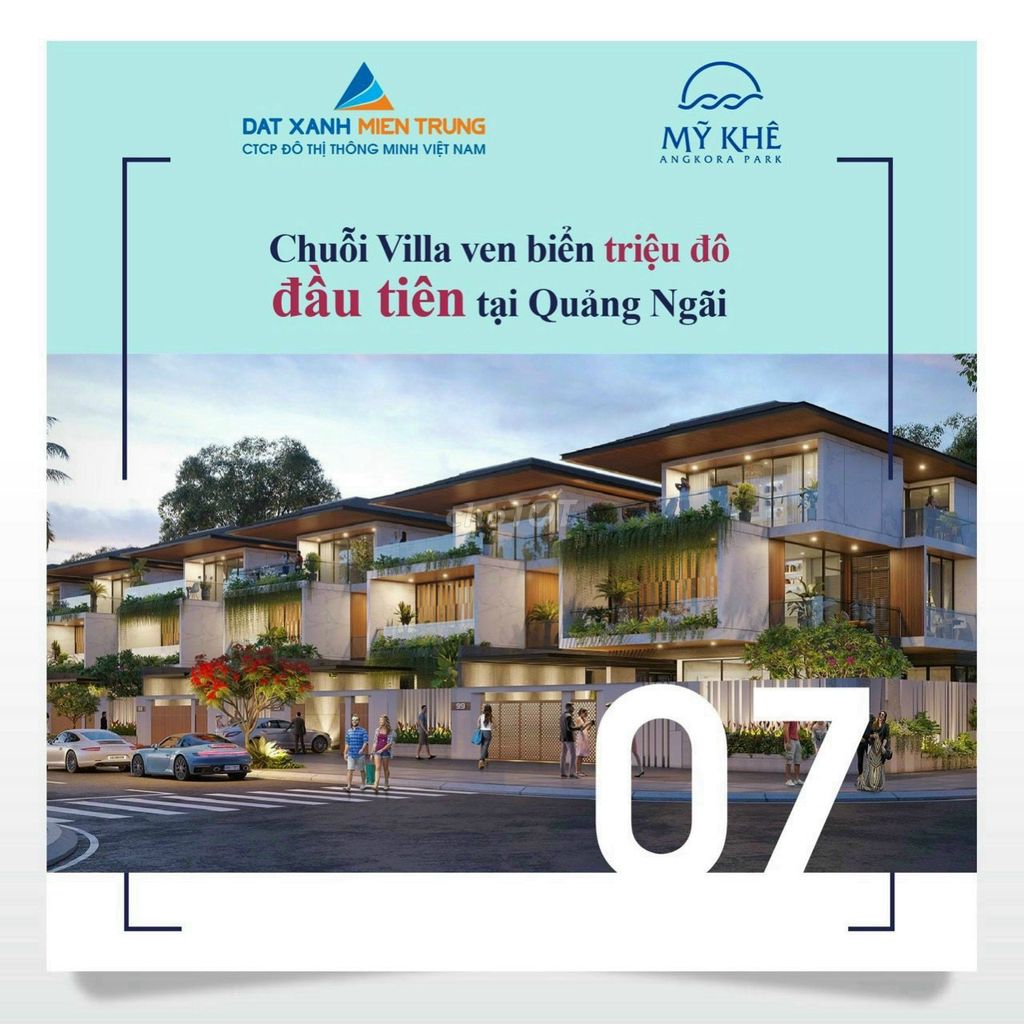 DAT XANH MIEN TRUNG
CTCP ĐÔ THỊ THÔNG MINH VIỆT NAM
MỸ KHÊ
ANGKORA PARK
Chuỗi Villa ven biển triệu đô
đầu tiên tại Quảng Ngãi
99
07